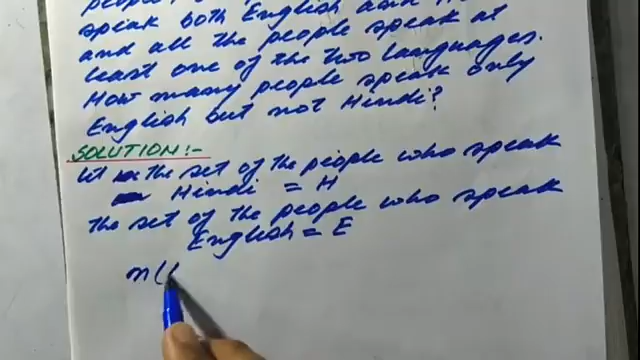 people
speak both English and
and all the people speak at
least one of the two languages.
How many people speak only
English but not Hindi?
SOLUTION:-
let the set of the people who speak
Hindi = H
the set of the people who speak
English = E
n(